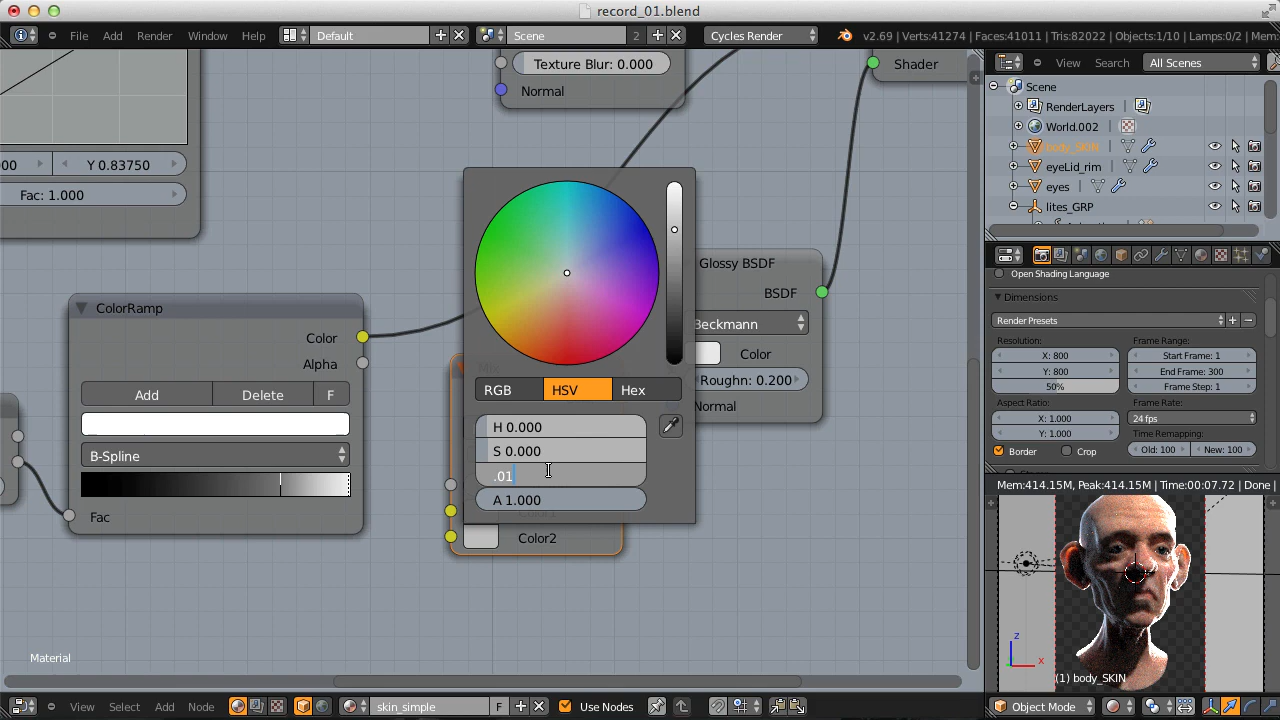 record_01.blend
File Add Render Window Help Default Scene 2 Cycles Render v2.69 | Verts:41274 | Faces:41011 | Tris:82022 | Objects:1/10 | Lamps:0/2 | Mem:
Texture Blur: 0.000
Normal
Shader
View Search All Scenes
Scene
RenderLayers
World.002
body_SKIN
eyeLid_rim
eyes
lites_GRP
Y 0.83750
Fac: 1.000
Glossy BSDF
BSDF
Beckmann
Color
Roughn: 0.200
Normal
ColorRamp
Color
Alpha
Add Delete F
B-Spline
Fac
RGB HSV Hex
H 0.000
S 0.000
.01
A 1.000
Color2
Open Shading Language
Dimensions
Render Presets
Resolution: Frame Range:
X: 800 Start Frame: 1
Y: 800 End Frame: 300
50% Frame Step: 1
Aspect Ratio: Frame Rate:
X: 1.000 24 fps
Y: 1.000 Time Remapping:
Border Crop Old: 100 New: 100
Mem:414.15M, Peak:414.15M | Time:00:07.72 | Done |
z
x
(1) body_SKIN
Material
View Select Add Node skin_simple F Use Nodes Object Mode